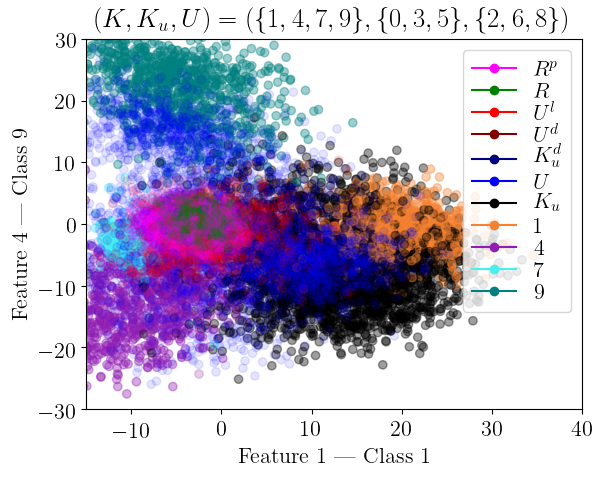 (K, K_u, U) = ({1, 4, 7, 9}, {0, 3, 5}, {2, 6, 8})
30
20
10
0
−10
−20
−30
Feature 4 — Class 9
R^p
R
U^l
U^d
K_u^d
U
K_u
1
4
7
9
−10
0
10
20
30
40
Feature 1 — Class 1